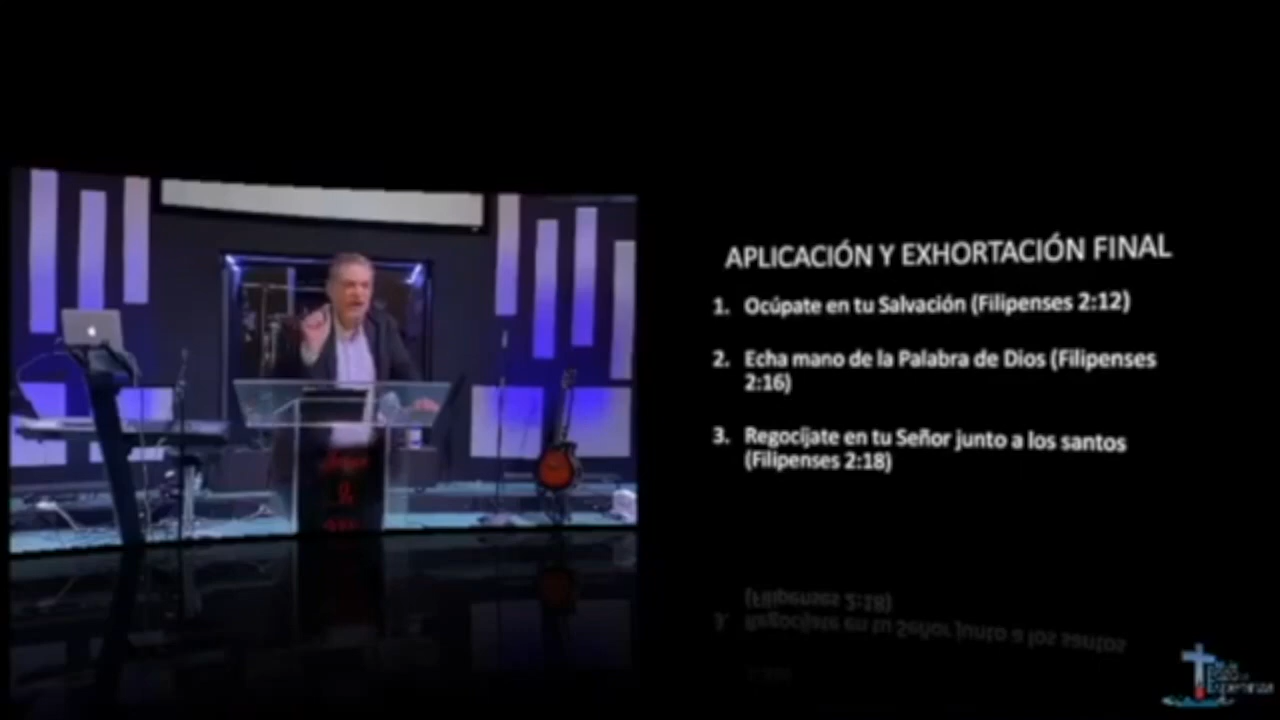 APLICACIÓN Y EXHORTACIÓN FINAL
1. Ocúpate en tu Salvación (Filipenses 2:12)
2. Echa mano de la Palabra de Dios (Filipenses
2:16)
3. Regocíjate en tu Señor junto a los santos
(Filipenses 2:18)